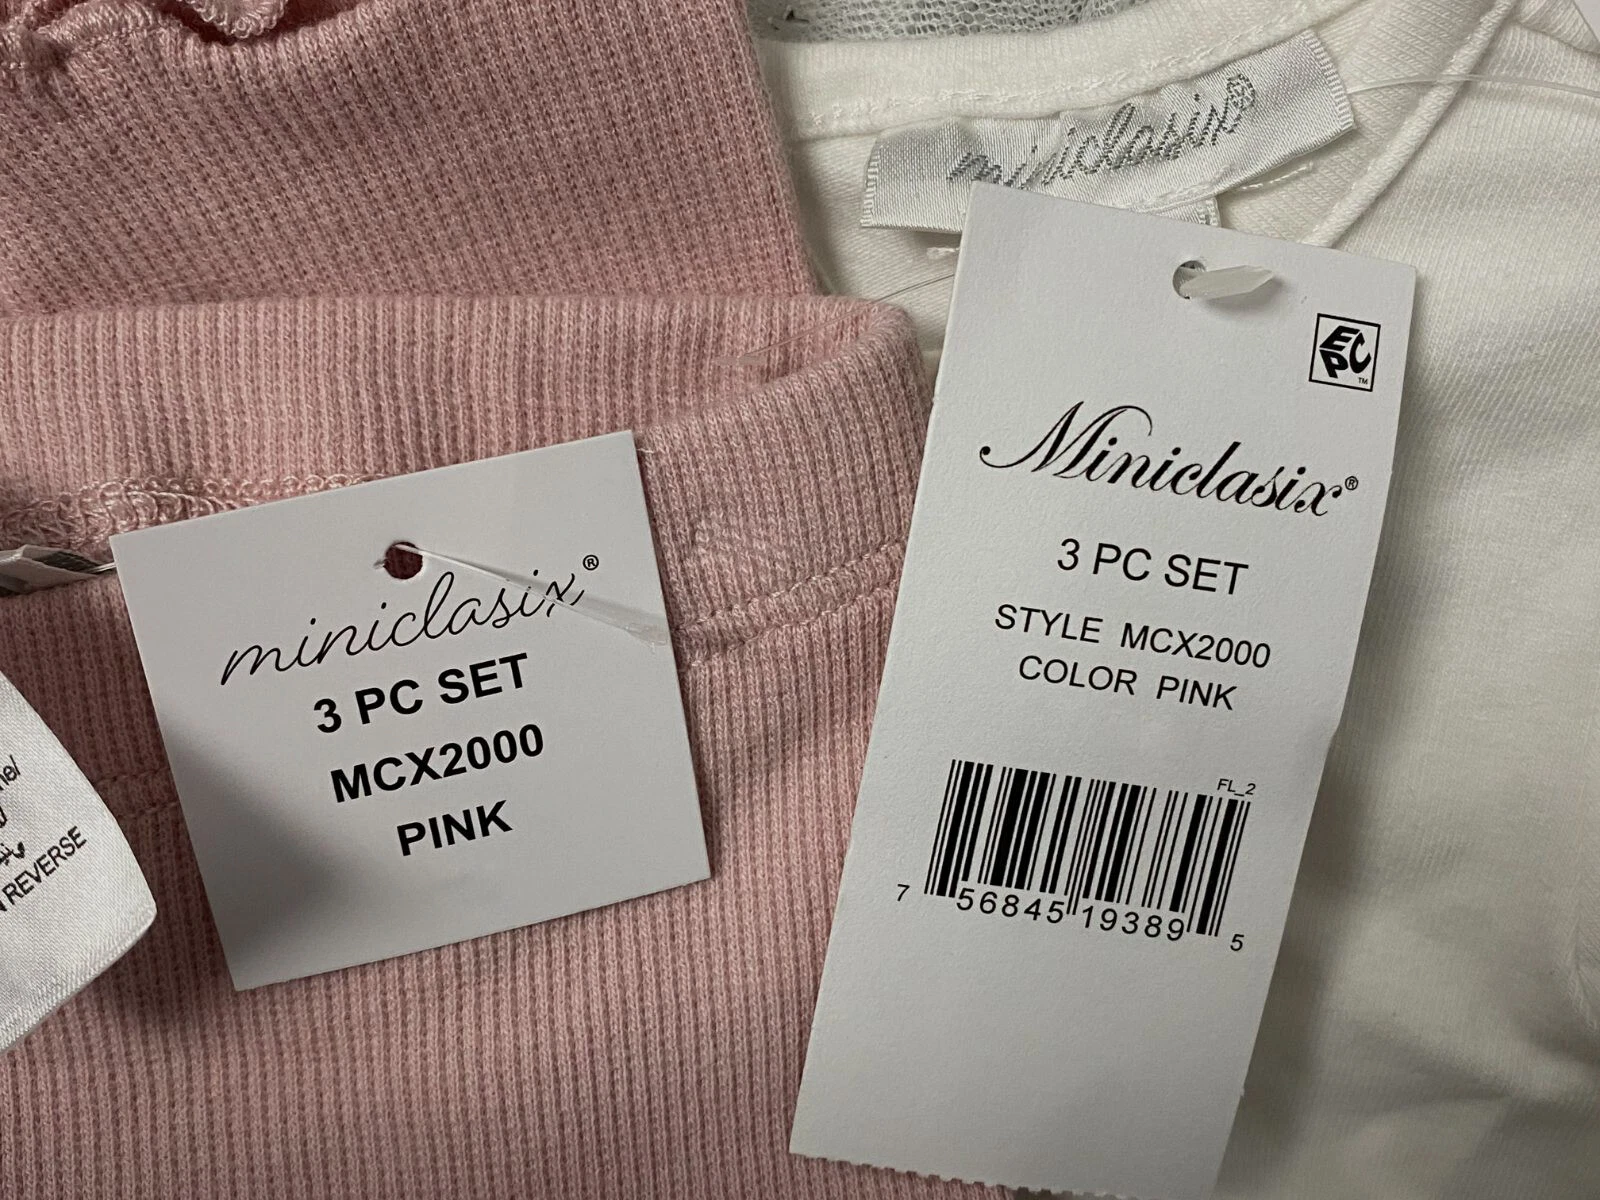 miniclasix®
EPC™
Miniclasix®
3 PC SET
STYLE MCX2000
COLOR PINK
FL_2
7 56845 19389 5
miniclasix®
3 PC SET
MCX2000
PINK
REVERSE